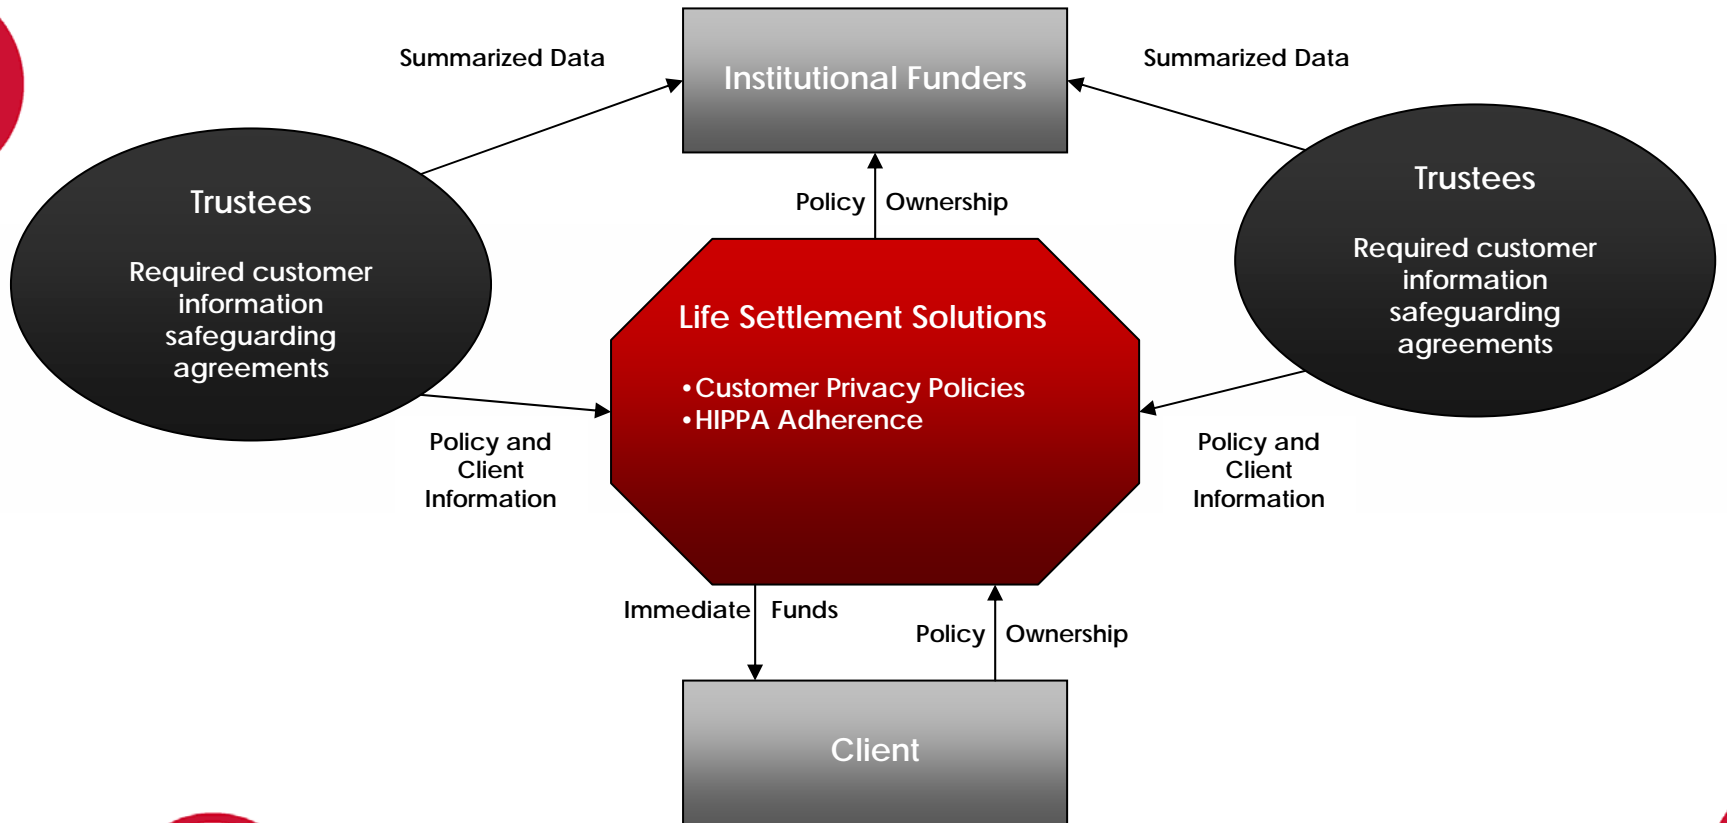 Summarized Data
Institutional Funders
Summarized Data
Trustees
Required customer
information
safeguarding
agreements
Policy Ownership
Trustees
Required customer
information
safeguarding
agreements
Life Settlement Solutions
•Customer Privacy Policies
•HIPPA Adherence
Policy and
Client
Information
Policy and
Client
Information
Immediate Funds
Policy Ownership
Client